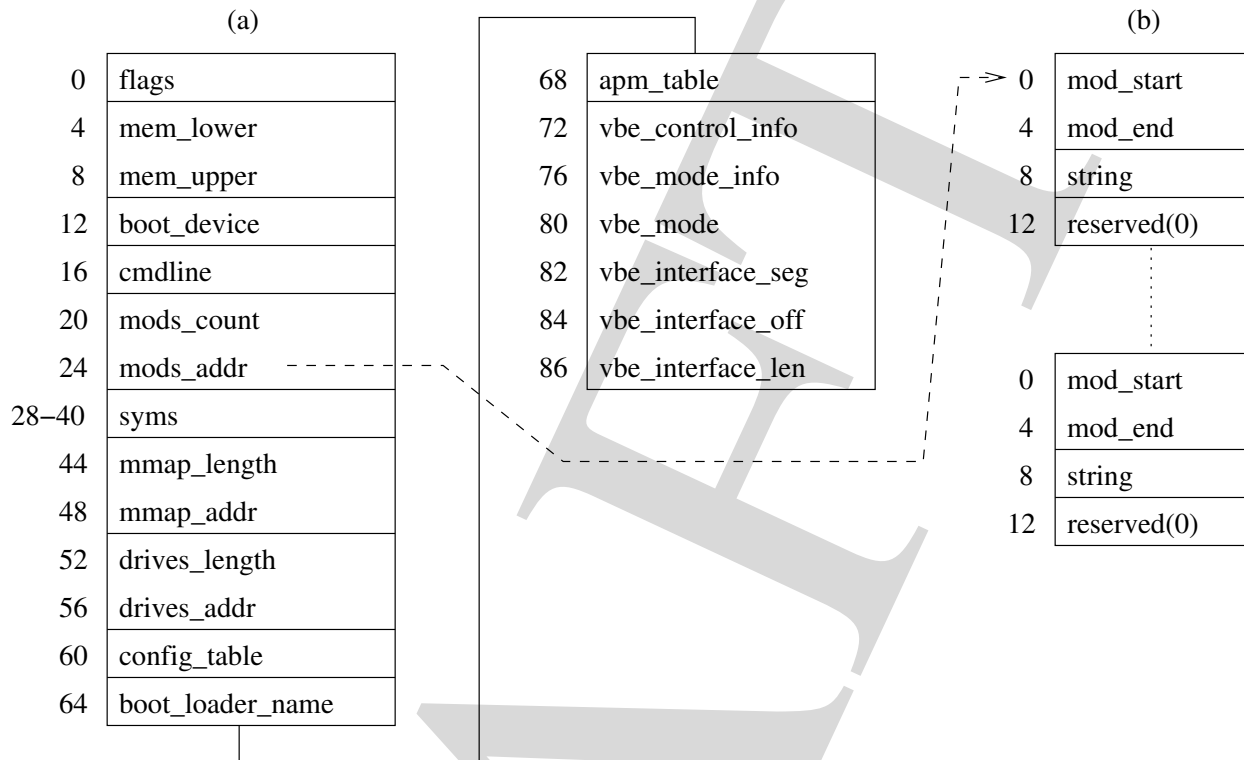 (a)
0 flags
4 mem_lower
8 mem_upper
12 boot_device
16 cmdline
20 mods_count
24 mods_addr
28–40 syms
44 mmap_length
48 mmap_addr
52 drives_length
56 drives_addr
60 config_table
64 boot_loader_name
68 apm_table
72 vbe_control_info
76 vbe_mode_info
80 vbe_mode
82 vbe_interface_seg
84 vbe_interface_off
86 vbe_interface_len
(b)
0 mod_start
4 mod_end
8 string
12 reserved(0)
0 mod_start
4 mod_end
8 string
12 reserved(0)